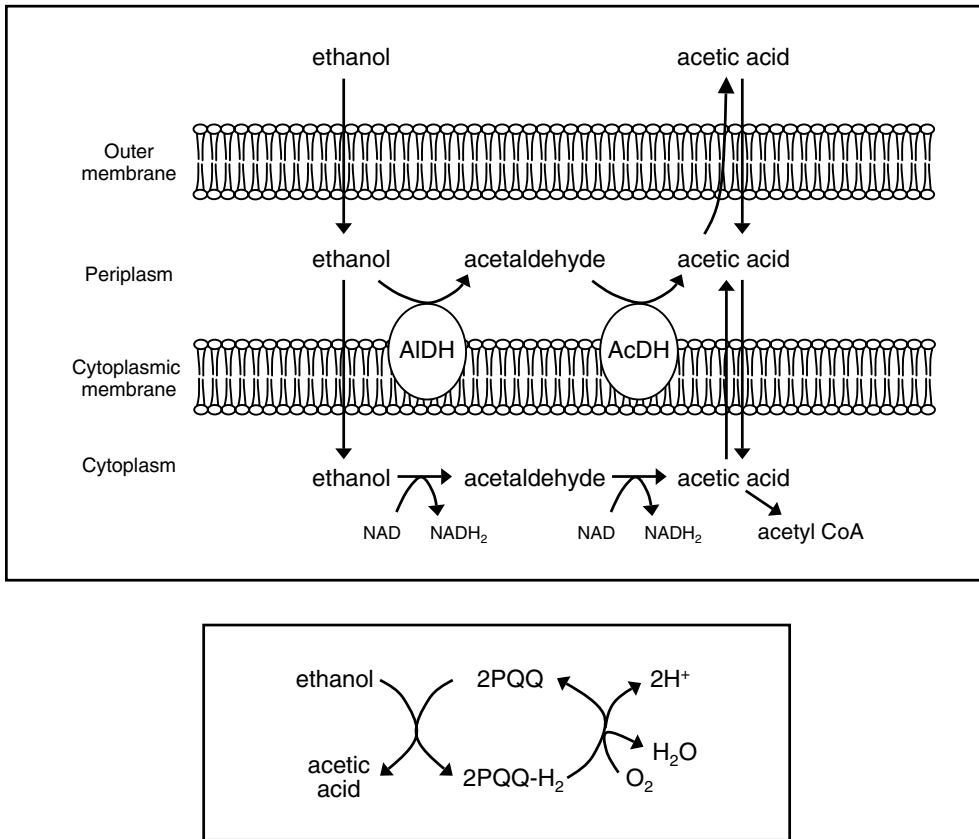 ethanol acetic acid
Outer
membrane
Periplasm
ethanol acetaldehyde acetic acid
AlDH AcDH
Cytoplasmic
membrane
Cytoplasm
ethanol acetaldehyde acetic acid
NAD NADH₂ NAD NADH₂ acetyl CoA
ethanol 2PQQ 2H⁺
H₂O
acetic
acid
2PQQ-H₂ O₂